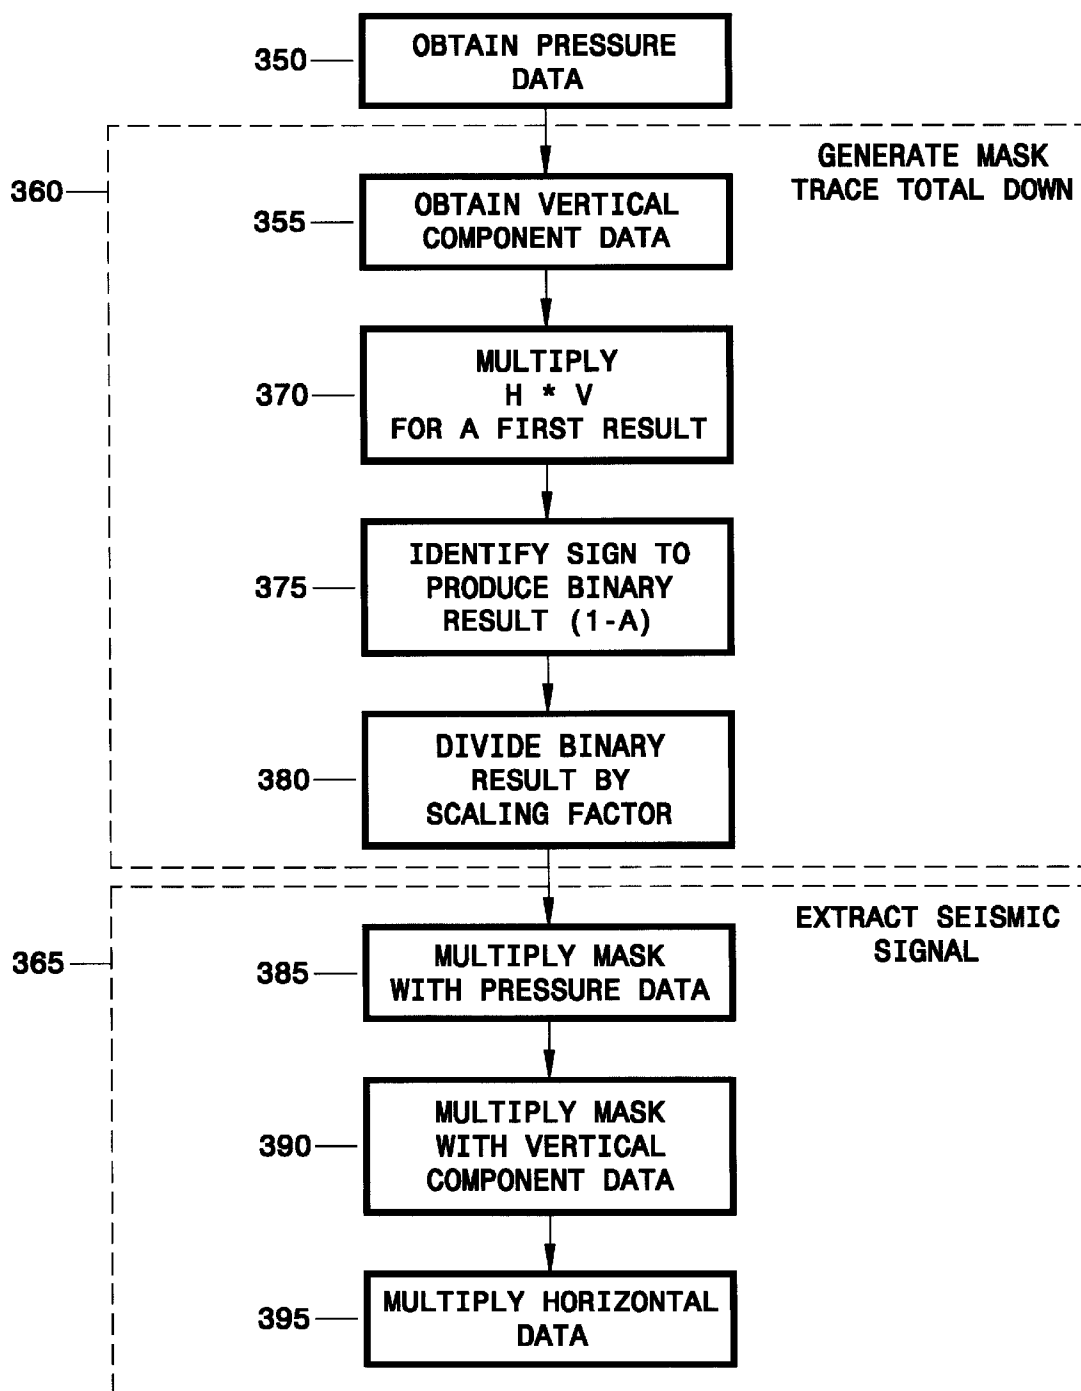 350
OBTAIN PRESSURE
DATA
GENERATE MASK
TRACE TOTAL DOWN
360
355
OBTAIN VERTICAL
COMPONENT DATA
370
MULTIPLY
H * V
FOR A FIRST RESULT
375
IDENTIFY SIGN TO
PRODUCE BINARY
RESULT (1-A)
380
DIVIDE BINARY
RESULT BY
SCALING FACTOR
EXTRACT SEISMIC
SIGNAL
365
385
MULTIPLY MASK
WITH PRESSURE DATA
390
MULTIPLY MASK
WITH VERTICAL
COMPONENT DATA
395
MULTIPLY HORIZONTAL
DATA